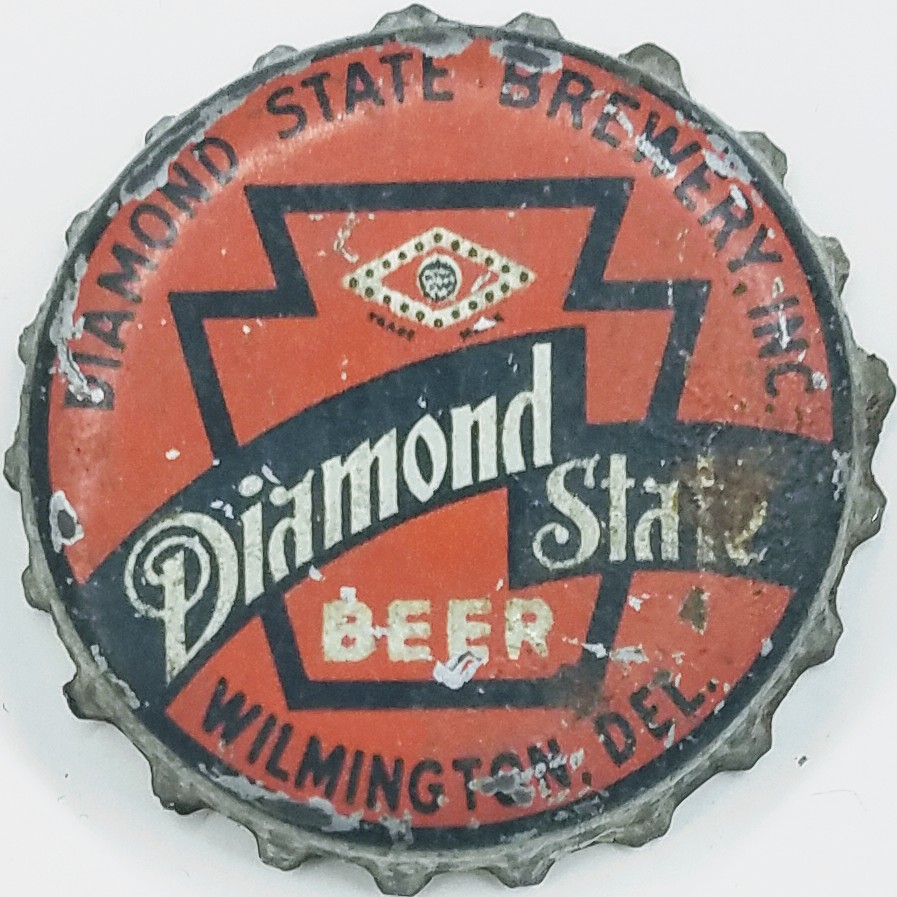 DIAMOND STATE BREWERY, INC.
TRADE MARK
Diamond
State
BEER
WILMINGTON, DEL.